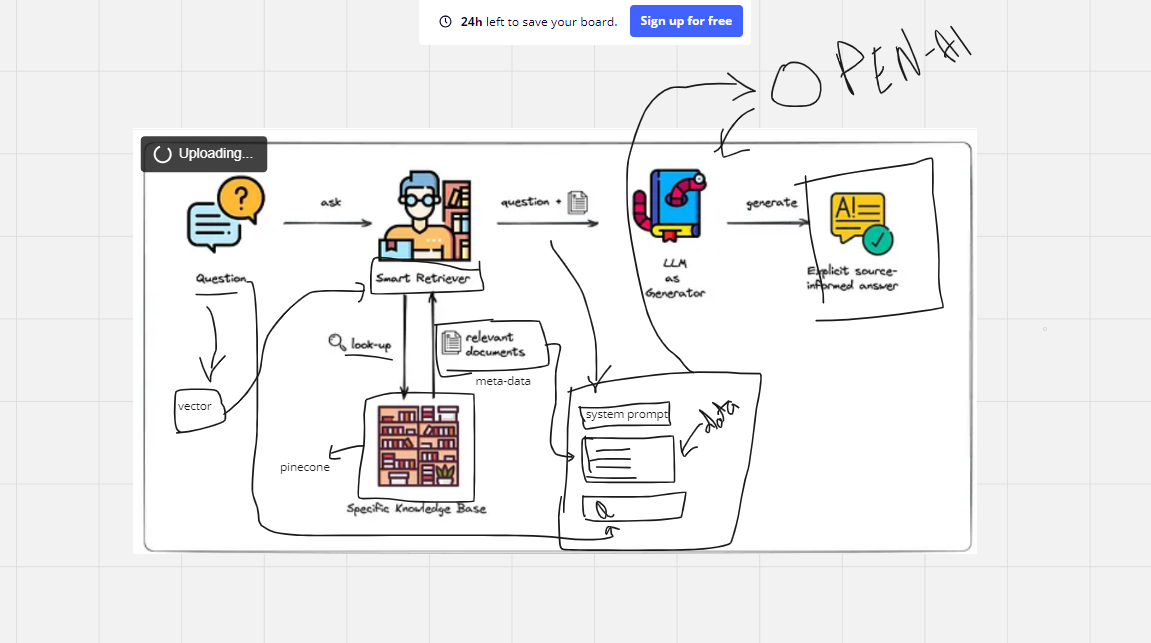 24h left to save your board. Sign up for free
OPEN-AI
Uploading...
ask
question +
generate
A!
Question
Smart Retriever
LLM
as
Generator
Explicit source-
informed answer
look-up
relevant
documents
meta-data
vector
system prompt
data
pinecone
Q
Specific Knowledge Base